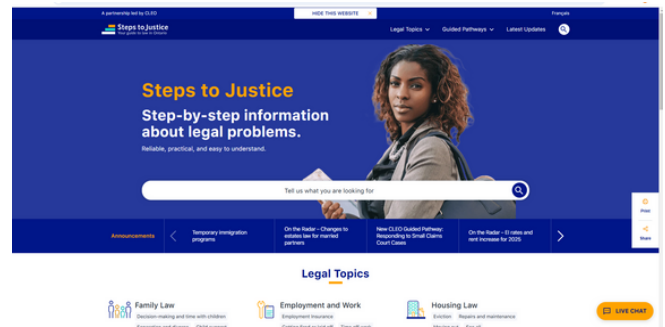 A partnership led by CLEO
HIDE THIS WEBSITE
Français
Steps to Justice
Your guide to law in Ontario
Legal Topics
Guided Pathways
Latest Updates
Steps to Justice
Step-by-step information
about legal problems.
Reliable, practical, and easy to understand.
Tell us what you are looking for
Print
Share
Announcements
Temporary immigration
programs
On the Radar – Changes to
estates law for married
partners
New CLEO Guided Pathway:
Responding to Small Claims
Court Cases
On the Radar – EI rates and
rent increase for 2025
Legal Topics
Family Law
Decision-making and time with children
Employment and Work
Employment Insurance
Housing Law
Eviction
Repairs and maintenance
LIVE CHAT